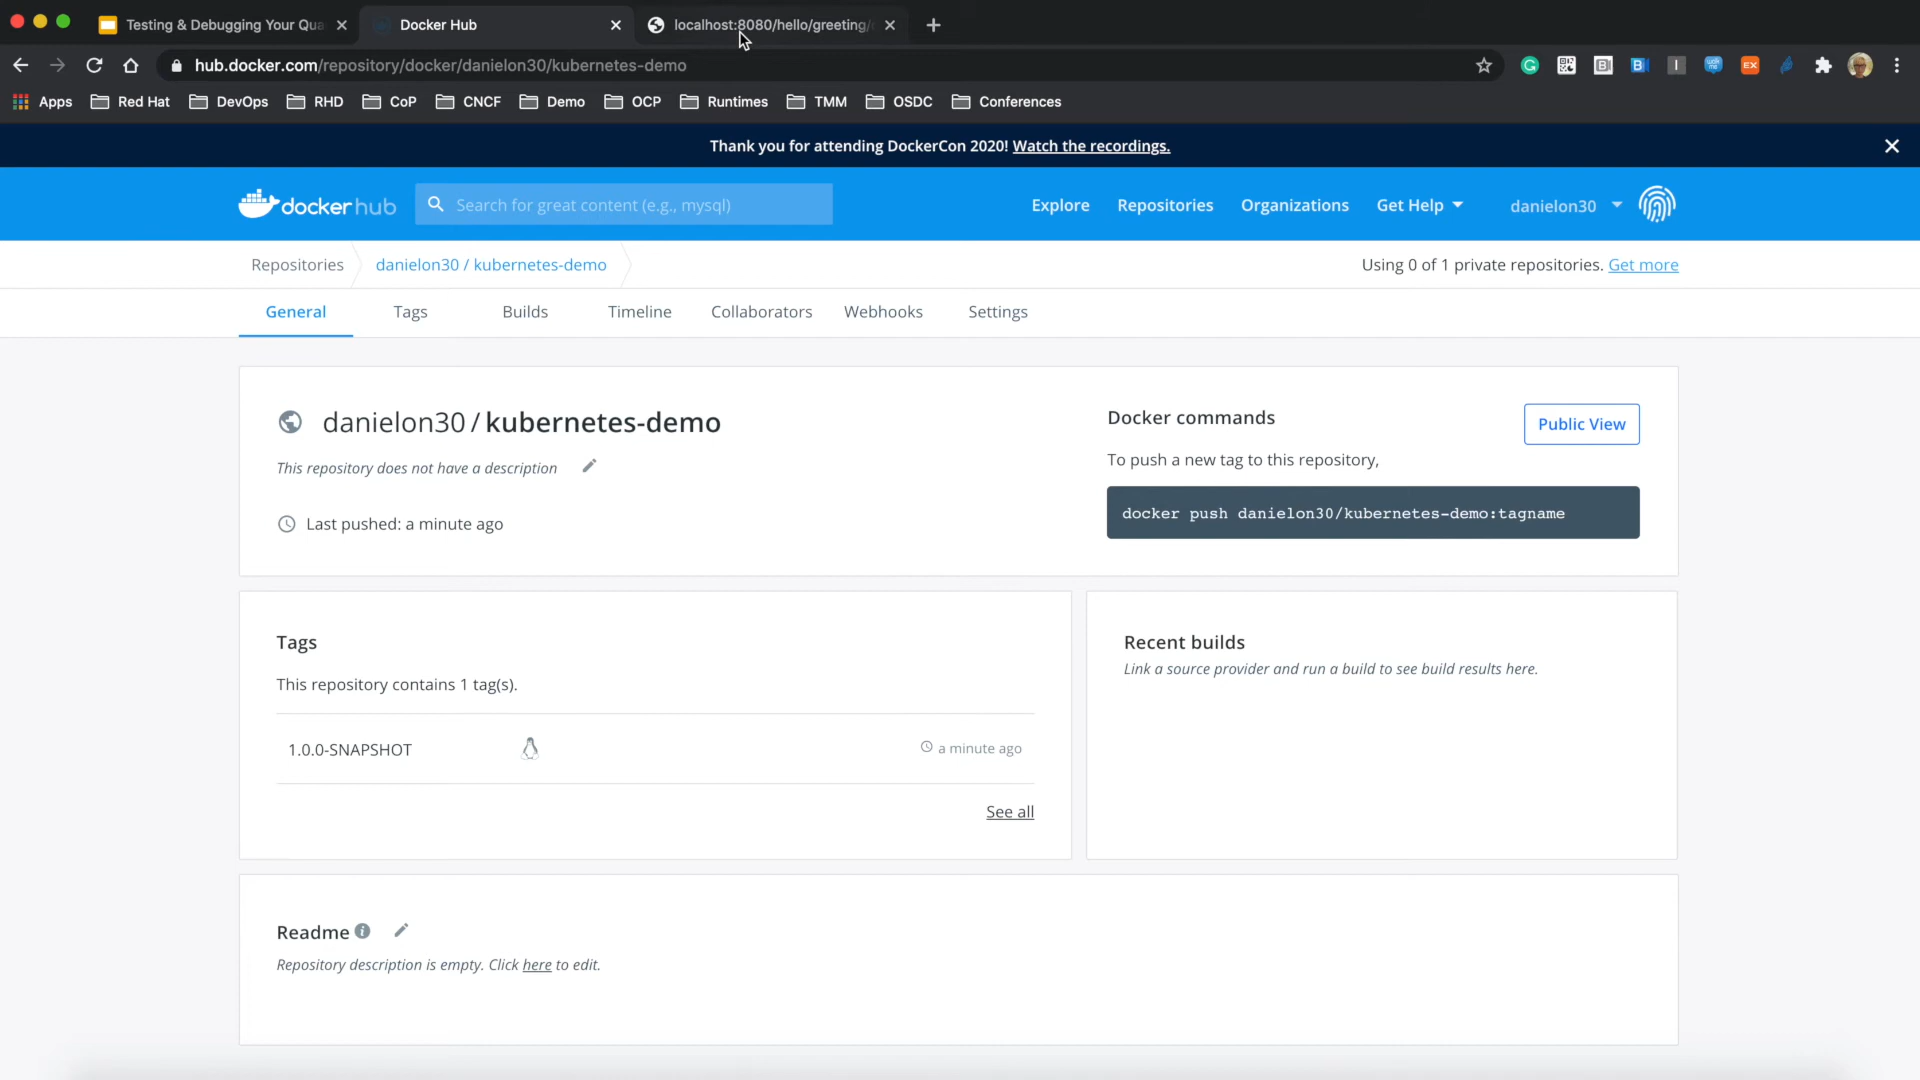 Testing & Debugging Your Qua
Docker Hub
localhost:8080/hello/greeting/
hub.docker.com/repository/docker/danielon30/kubernetes-demo
Apps Red Hat DevOps RHD CoP CNCF Demo OCP Runtimes TMM OSDC Conferences
Thank you for attending DockerCon 2020! Watch the recordings.
dockerhub
Search for great content (e.g., mysql)
Explore Repositories Organizations Get Help danielon30
Repositories danielon30 / kubernetes-demo
Using 0 of 1 private repositories. Get more
General Tags Builds Timeline Collaborators Webhooks Settings
danielon30 / kubernetes-demo
This repository does not have a description
Last pushed: a minute ago
Docker commands
Public View
To push a new tag to this repository,
docker push danielon30/kubernetes-demo:tagname
Tags
This repository contains 1 tag(s).
1.0.0-SNAPSHOT
a minute ago
See all
Recent builds
Link a source provider and run a build to see build results here.
Readme
Repository description is empty. Click here to edit.